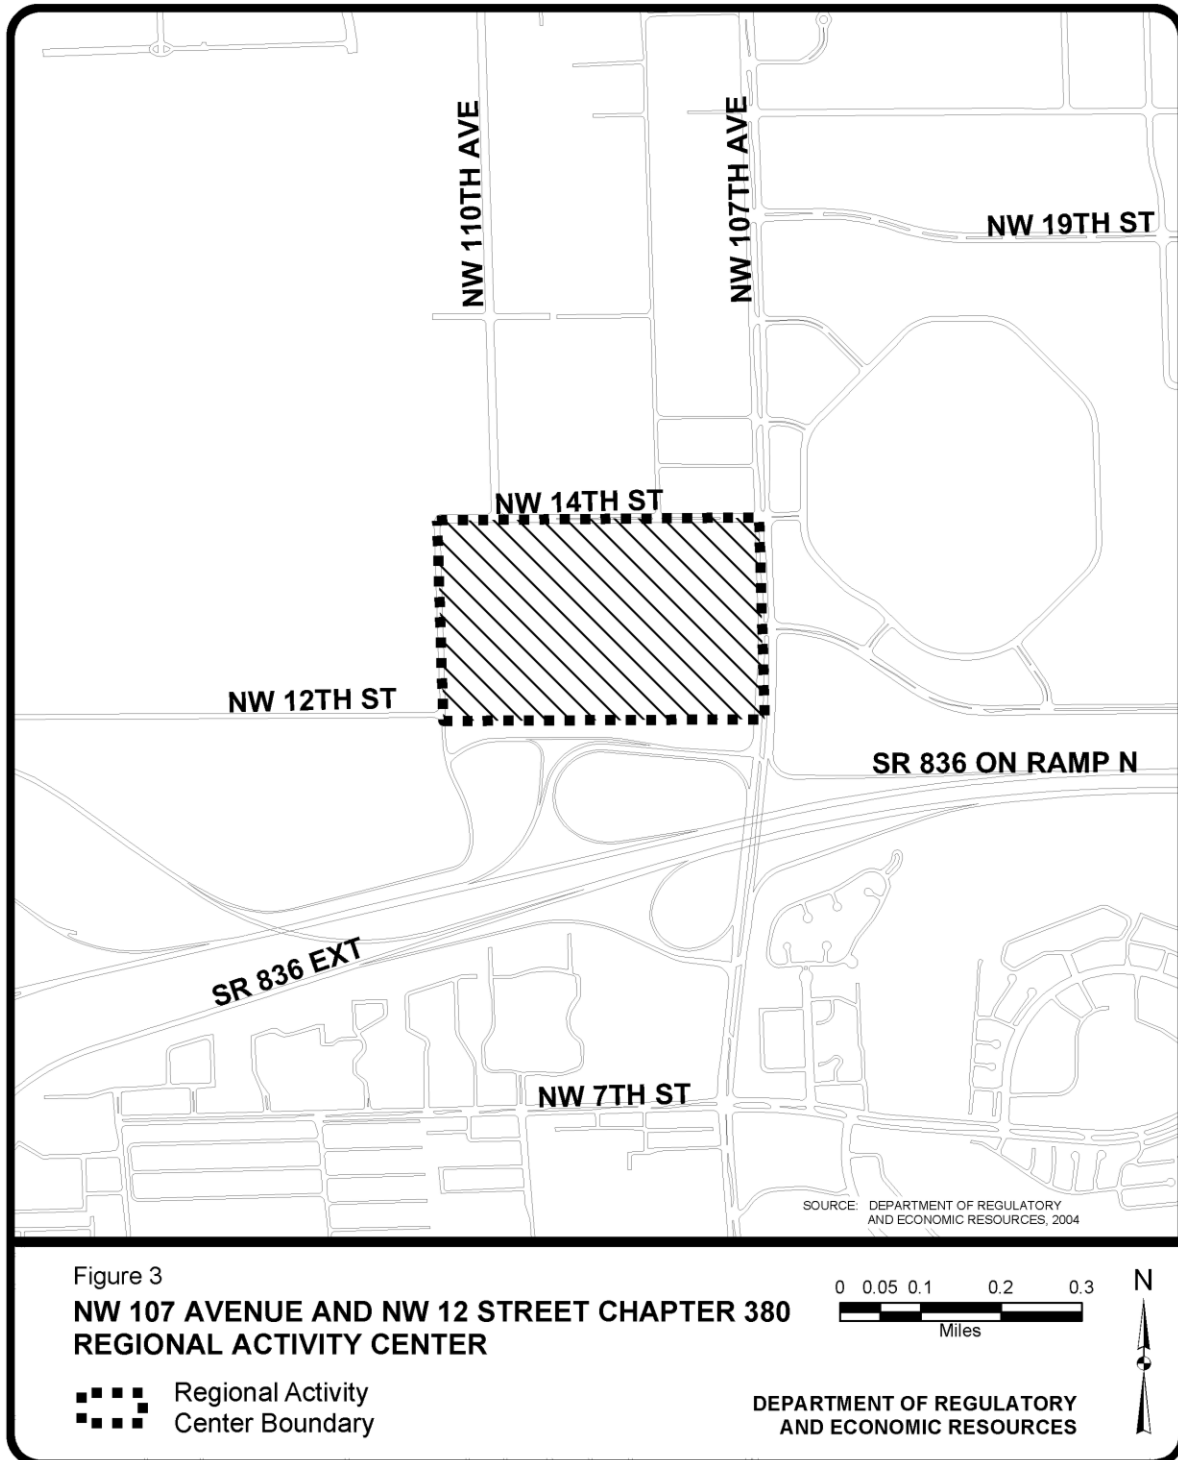 NW 110TH AVE
NW 107TH AVE
NW 19TH ST
NW 14TH ST
NW 12TH ST
SR 836 ON RAMP N
SR 836 EXT
NW 7TH ST
SOURCE: DEPARTMENT OF REGULATORY
AND ECONOMIC RESOURCES, 2004
Figure 3
NW 107 AVENUE AND NW 12 STREET CHAPTER 380
REGIONAL ACTIVITY CENTER
Regional Activity
Center Boundary
0 0.05 0.1 0.2 0.3
Miles
N
DEPARTMENT OF REGULATORY
AND ECONOMIC RESOURCES